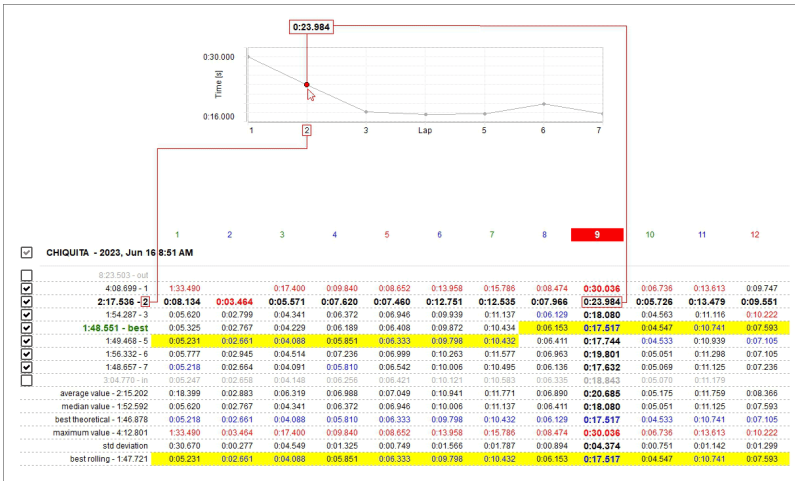 0:23.984
0:30.000
Time [s]
0:16.000
1 2 3 Lap 5 6 7
1 2 3 4 5 6 7 8 9 10 11 12
CHIQUITA - 2023, Jun 16 8:51 AM
8:23.503 - out
4:08.699 - 1 1:33.490 0:17.400 0:09.840 0:08.652 0:13.958 0:15.786 0:08.474 0:30.036 0:06.736 0:13.613 0:09.747
2:17.536 - 2 0:08.134 0:03.464 0:05.571 0:07.620 0:07.460 0:12.751 0:12.535 0:07.966 0:23.984 0:05.726 0:13.479 0:09.551
1:54.287 - 3 0:05.620 0:02.799 0:04.341 0:06.372 0:06.946 0:09.939 0:11.137 0:06.129 0:18.080 0:04.563 0:11.116 0:10.222
1:48.551 - best 0:05.325 0:02.767 0:04.229 0:06.189 0:06.408 0:09.872 0:10.434 0:06.153 0:17.517 0:04.547 0:10.741 0:07.593
1:49.468 - 5 0:05.231 0:02.661 0:04.088 0:05.851 0:06.333 0:09.798 0:10.432 0:06.411 0:17.744 0:04.533 0:10.939 0:07.105
1:56.332 - 6 0:05.777 0:02.945 0:04.514 0:07.236 0:06.999 0:10.263 0:11.577 0:06.963 0:19.801 0:05.051 0:11.298 0:07.105
1:48.657 - 7 0:05.218 0:02.664 0:04.091 0:05.810 0:06.542 0:10.006 0:10.495 0:06.136 0:17.632 0:05.069 0:11.125 0:07.236
3:04.770 - in 0:05.247 0:02.658 0:04.148 0:06.256 0:06.421 0:10.121 0:10.583 0:06.335 0:18.843 0:05.070 0:11.179
average value - 2:15.202 0:18.399 0:02.883 0:06.319 0:06.988 0:07.049 0:10.941 0:11.771 0:06.890 0:20.685 0:05.175 0:11.759 0:08.366
median value - 1:52.592 0:05.620 0:02.767 0:04.341 0:06.372 0:06.946 0:10.006 0:11.137 0:06.411 0:18.080 0:05.051 0:11.125 0:07.593
best theoretical - 1:46.878 0:05.218 0:02.661 0:04.088 0:05.810 0:06.333 0:09.798 0:10.432 0:06.129 0:17.517 0:04.533 0:10.741 0:07.105
maximum value - 4:12.801 1:33.490 0:03.464 0:17.400 0:09.840 0:08.652 0:13.958 0:15.786 0:08.474 0:30.036 0:06.736 0:13.613 0:10.222
std deviation 0:30.670 0:00.277 0:04.549 0:01.325 0:00.749 0:01.566 0:01.787 0:00.894 0:04.374 0:00.751 0:01.142 0:01.299
best rolling - 1:47.721 0:05.231 0:02.661 0:04.088 0:05.851 0:06.333 0:09.798 0:10.432 0:06.153 0:17.517 0:04.547 0:10.741 0:07.593